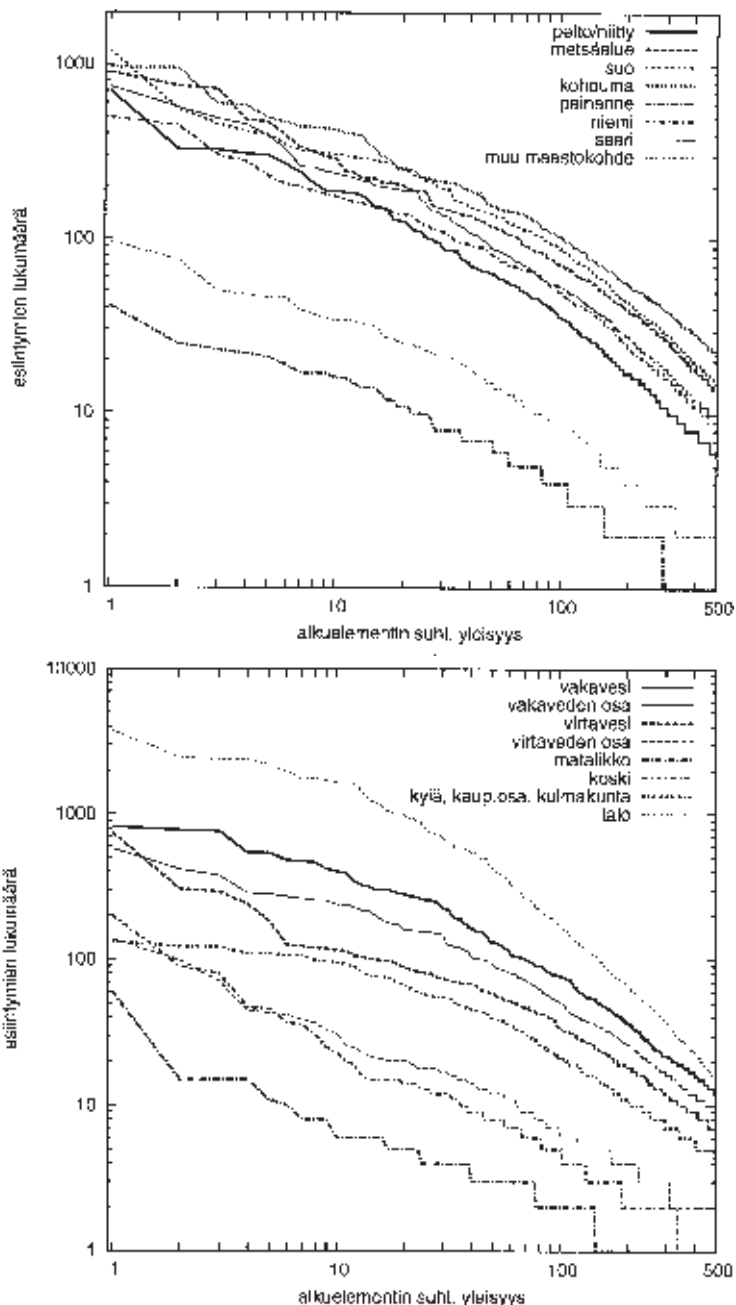 pelto/niitty
metsäalue
suo
kohouma
painanne
niemi
saari
muu maastokohde
1000
100
10
1
esiintymien lukumäärä
1
10
100
500
alkuelementin suht. yleisyys
10000
1000
100
10
1
esiintymien lukumäärä
vakavesi
vakaveden osa
virtavesi
virtaveden osa
matalikko
koski
kylä, kaup.osa, kulmakunta
talo
1
10
100
500
alkuelementin suht. yleisyys